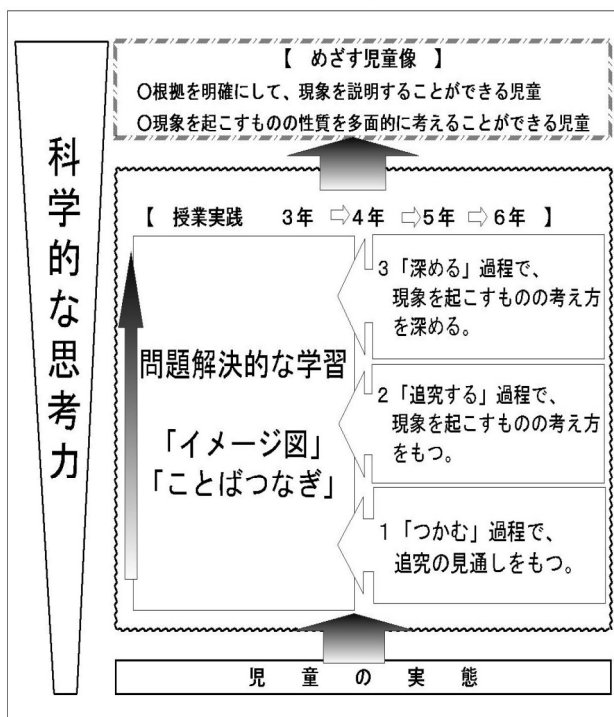 科学的な思考力
【 めざす児童像 】
○根拠を明確にして、現象を説明することができる児童
○現象を起こすものの性質を多面的に考えることができる児童
【 授業実践 3年 ⇨4年 ⇨5年 ⇨6年 】
問題解決的な学習
「イメージ図」
「ことばつなぎ」
3「深める」過程で、
現象を起こすものの考え方
を深める。
2「追究する」過程で、
現象を起こすものの考え方
をもつ。
1「つかむ」過程で、
追究の見通しをもつ。
児童の実態